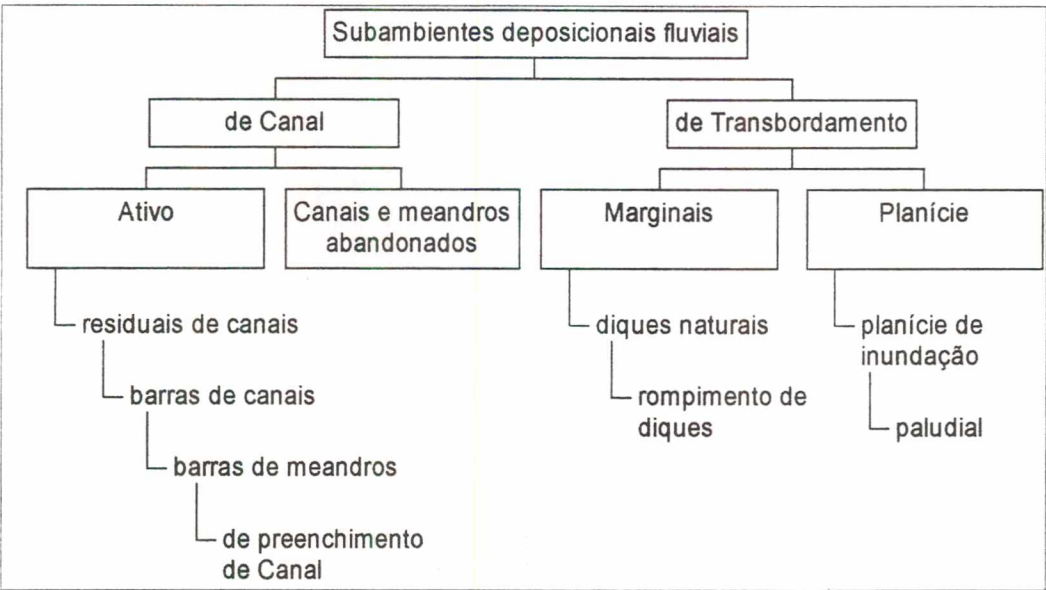 Subambientes deposicionais fluviais
de Canal
de Transbordamento
Ativo
Canais e meandros
abandonados
Marginais
Planície
residuais de canais
barras de canais
barras de meandros
de preenchimento
de Canal
diques naturais
rompimento de
diques
planície de
inundação
paludial